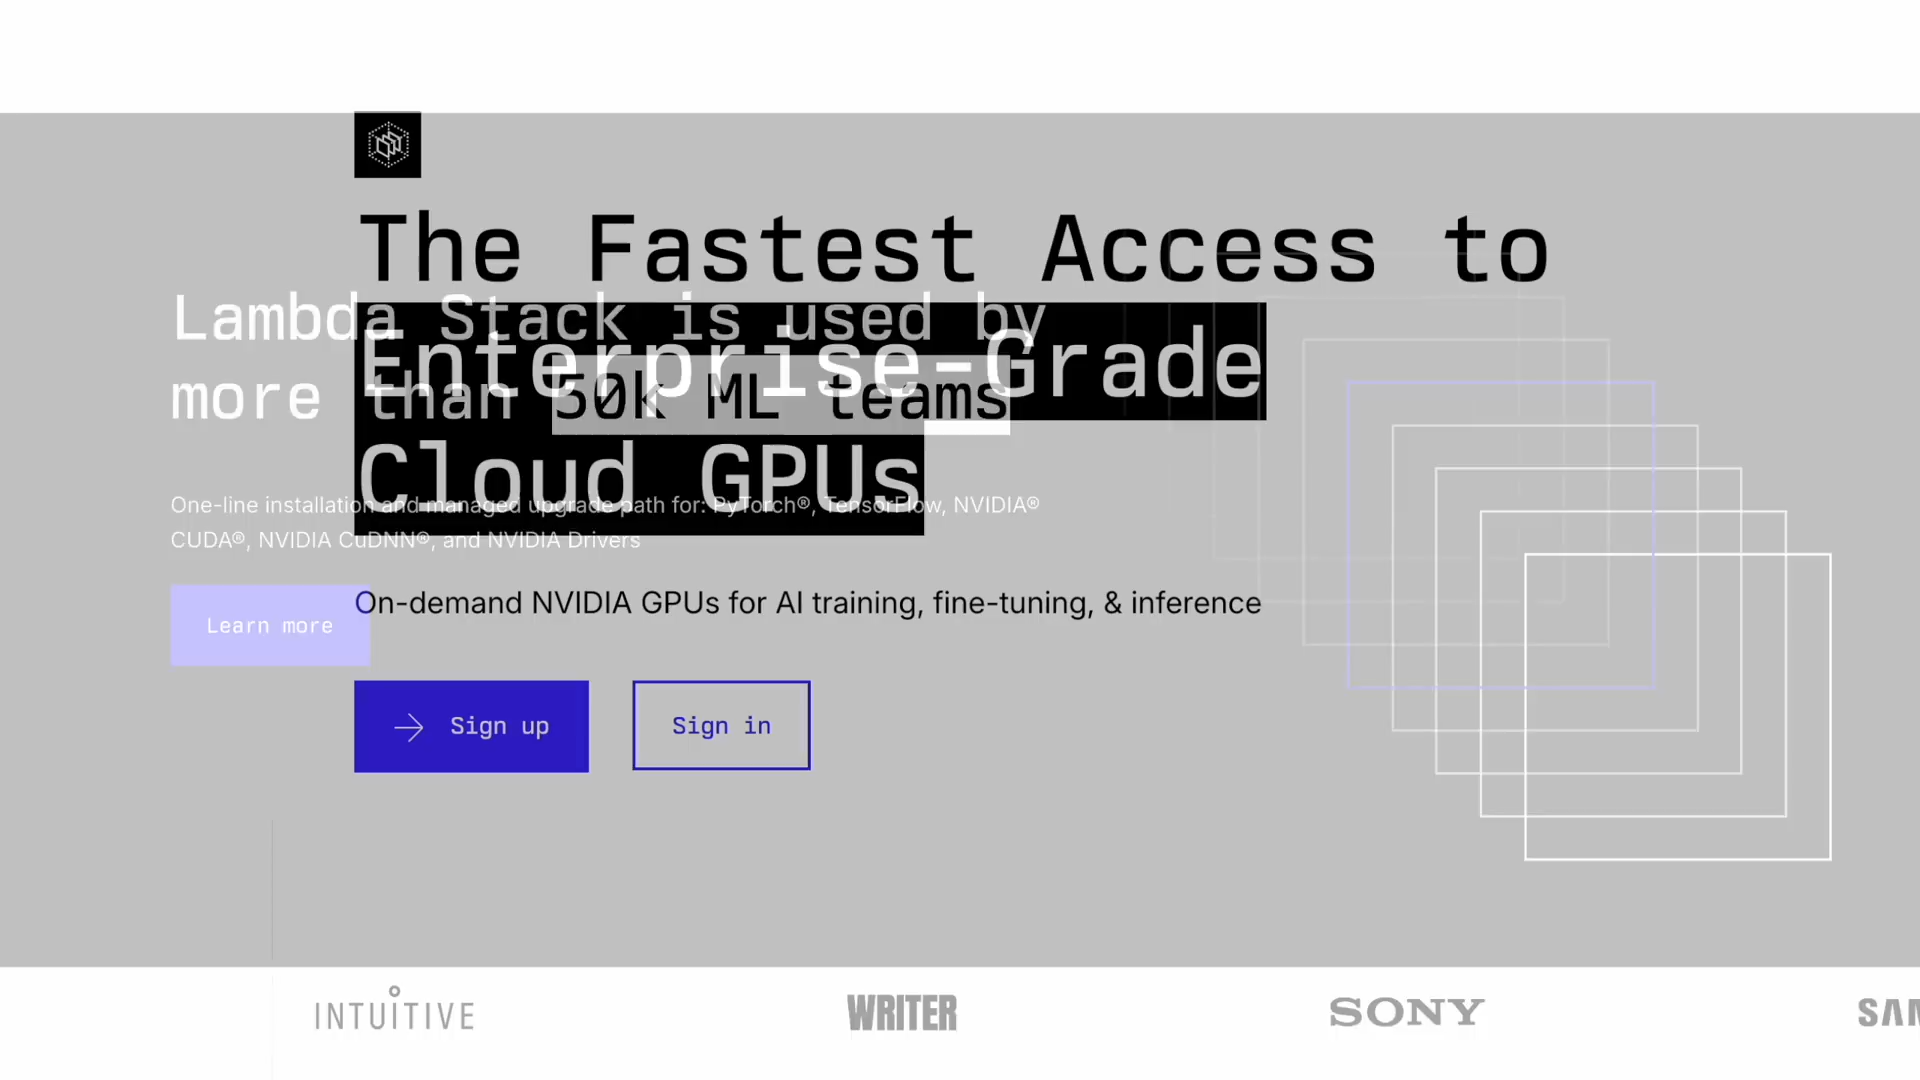 The Fastest Access to
Enterprise-Grade
Cloud GPUs
Lambda Stack is used by
more than 50k ML teams
One-line installation and managed upgrade path for: PyTorch®, TensorFlow, NVIDIA®
CUDA®, NVIDIA CuDNN®, and NVIDIA Drivers
Learn more
On-demand NVIDIA GPUs for AI training, fine-tuning, & inference
Sign up
Sign in
INTUITIVE
WRITER
SONY